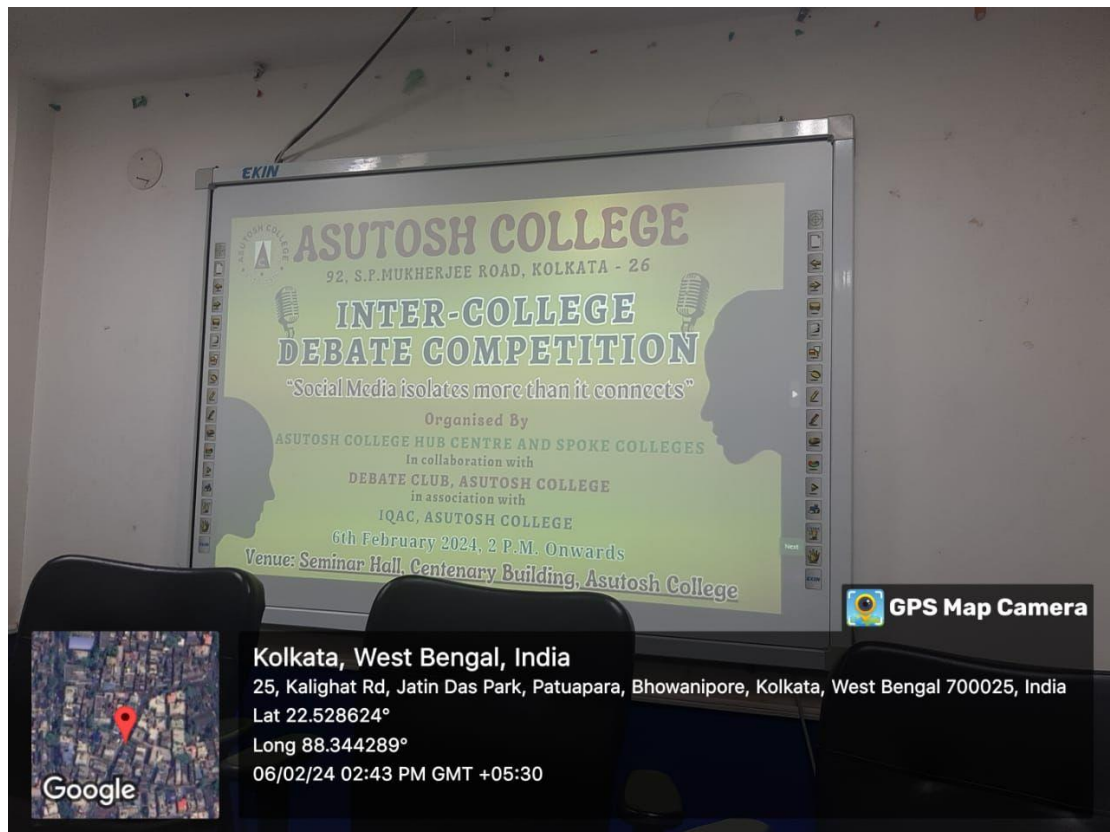 EKIN
ASUTOSH COLLEGE
ASUTOSH COLLEGE
92, S.P.MUKHERJEE ROAD, KOLKATA - 26
INTER-COLLEGE
DEBATE COMPETITION
"Social Media isolates more than it connects"
Organised By
ASUTOSH COLLEGE HUB CENTRE AND SPOKE COLLEGES
In collaboration with
DEBATE CLUB, ASUTOSH COLLEGE
in association with
IQAC, ASUTOSH COLLEGE
6th February 2024, 2 P.M. Onwards
Next
Venue: Seminar Hall, Centenary Building, Asutosh College
EKIN
GPS Map Camera
Kolkata, West Bengal, India
25, Kalighat Rd, Jatin Das Park, Patuapara, Bhowanipore, Kolkata, West Bengal 700025, India
Lat 22.528624°
Long 88.344289°
06/02/24 02:43 PM GMT +05:30
Google